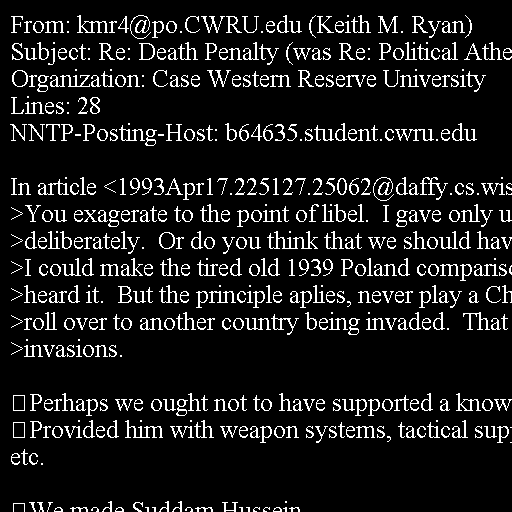 From: kmr4@po.CWRU.edu (Keith M. Ryan)
Subject: Re: Death Penalty (was Re: Political Athe
Organization: Case Western Reserve University
Lines: 28
NNTP-Posting-Host: b64635.student.cwru.edu

In article <1993Apr17.225127.25062@daffy.cs.wis
>You exagerate to the point of libel.  I gave only u
>deliberately.  Or do you think that we should hav
>I could make the tired old 1939 Poland comparis
>heard it.  But the principle aplies, never play a Ch
>roll over to another country being invaded.  That
>invasions.

Perhaps we ought not to have supported a know
Provided him with weapon systems, tactical sup
etc.

We made Suddam Hussein